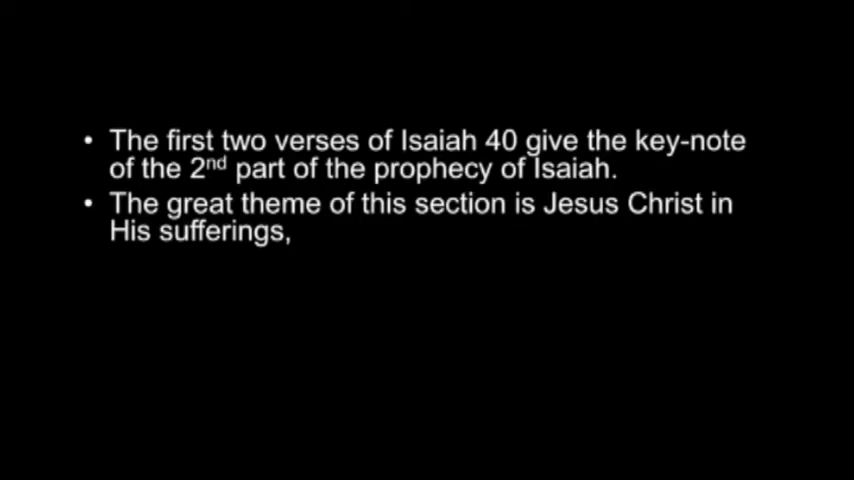 • The first two verses of Isaiah 40 give the key-note
of the 2nd part of the prophecy of Isaiah.
• The great theme of this section is Jesus Christ in
His sufferings,